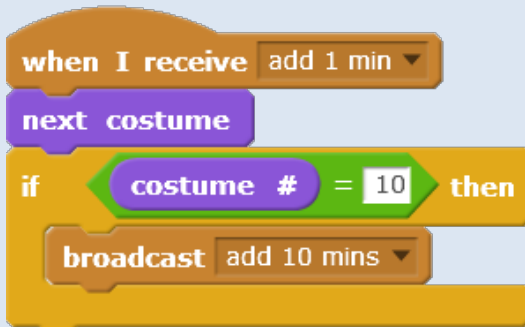 when I receive add 1 min
next costume
if costume # = 10 then
broadcast add 10 mins